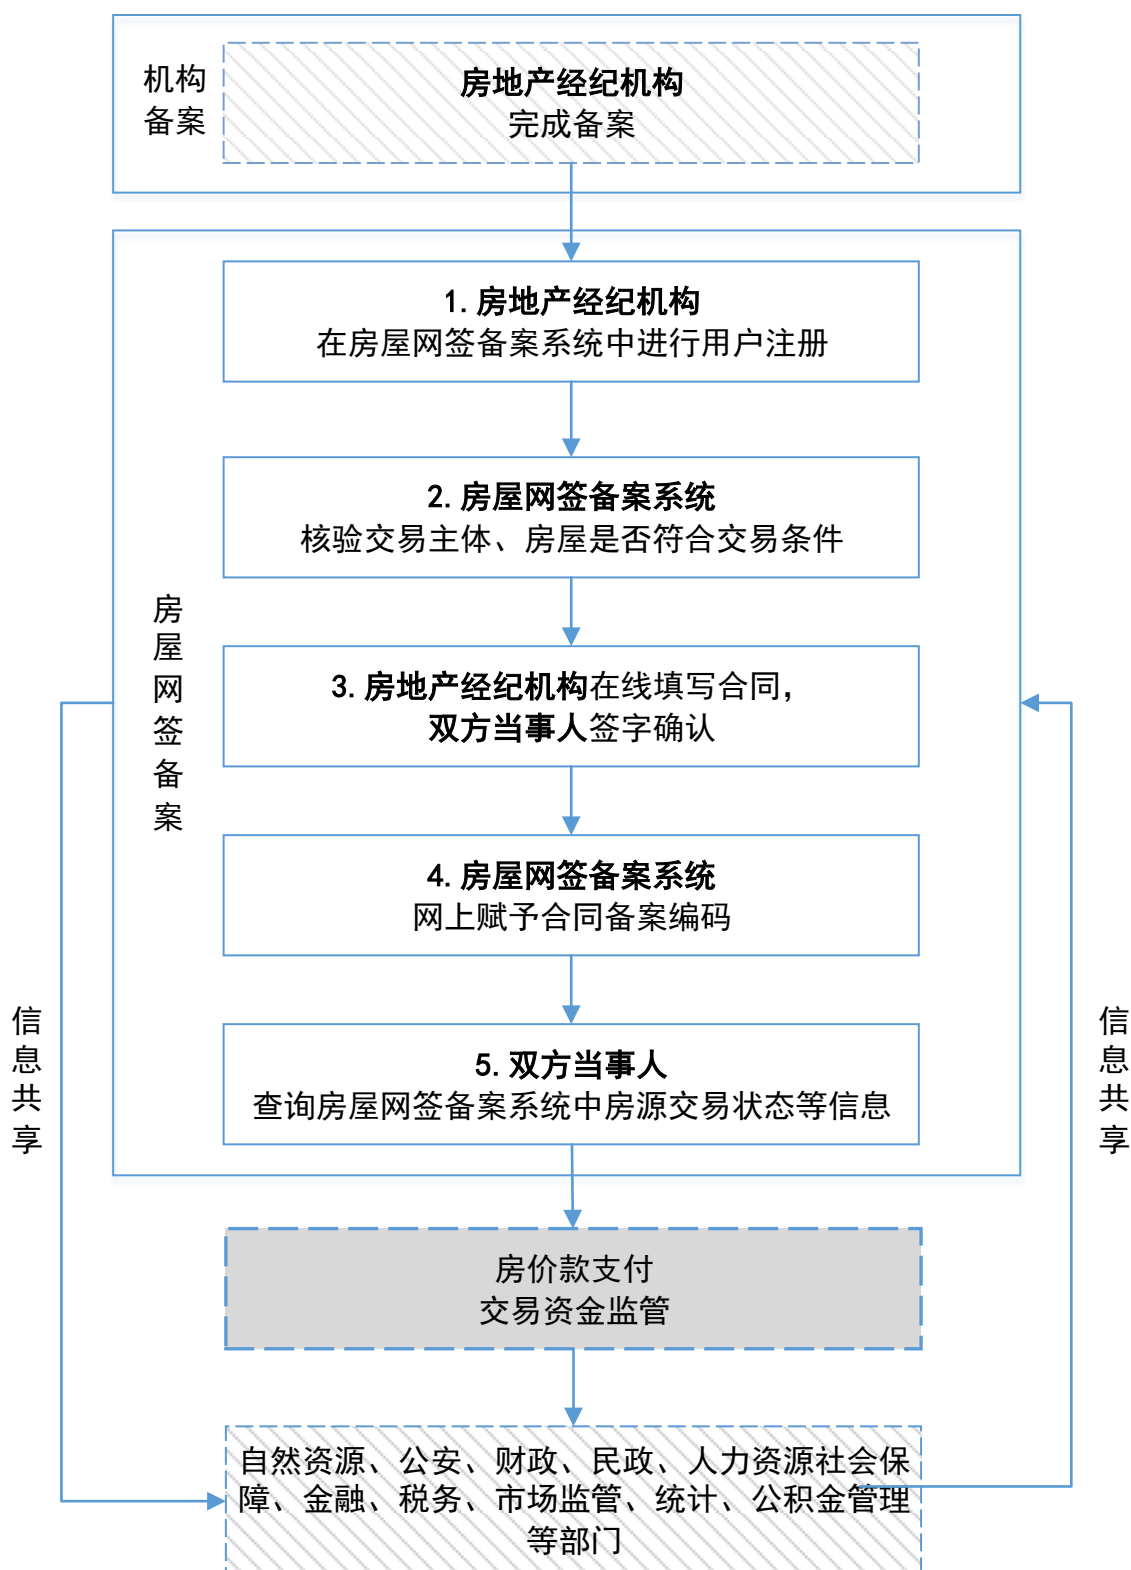 机构
备案
房地产经纪机构
完成备案
1.房地产经纪机构
在房屋网签备案系统中进行用户注册
2.房屋网签备案系统
核验交易主体、房屋是否符合交易条件
房
屋
网
签
备
案
3.房地产经纪机构在线填写合同，
双方当事人签字确认
4.房屋网签备案系统
网上赋予合同备案编码
5.双方当事人
查询房屋网签备案系统中房源交易状态等信息
信
息
共
享
信
息
共
享
房价款支付
交易资金监管
自然资源、公安、财政、民政、人力资源社会保
障、金融、税务、市场监管、统计、公积金管理
等部门